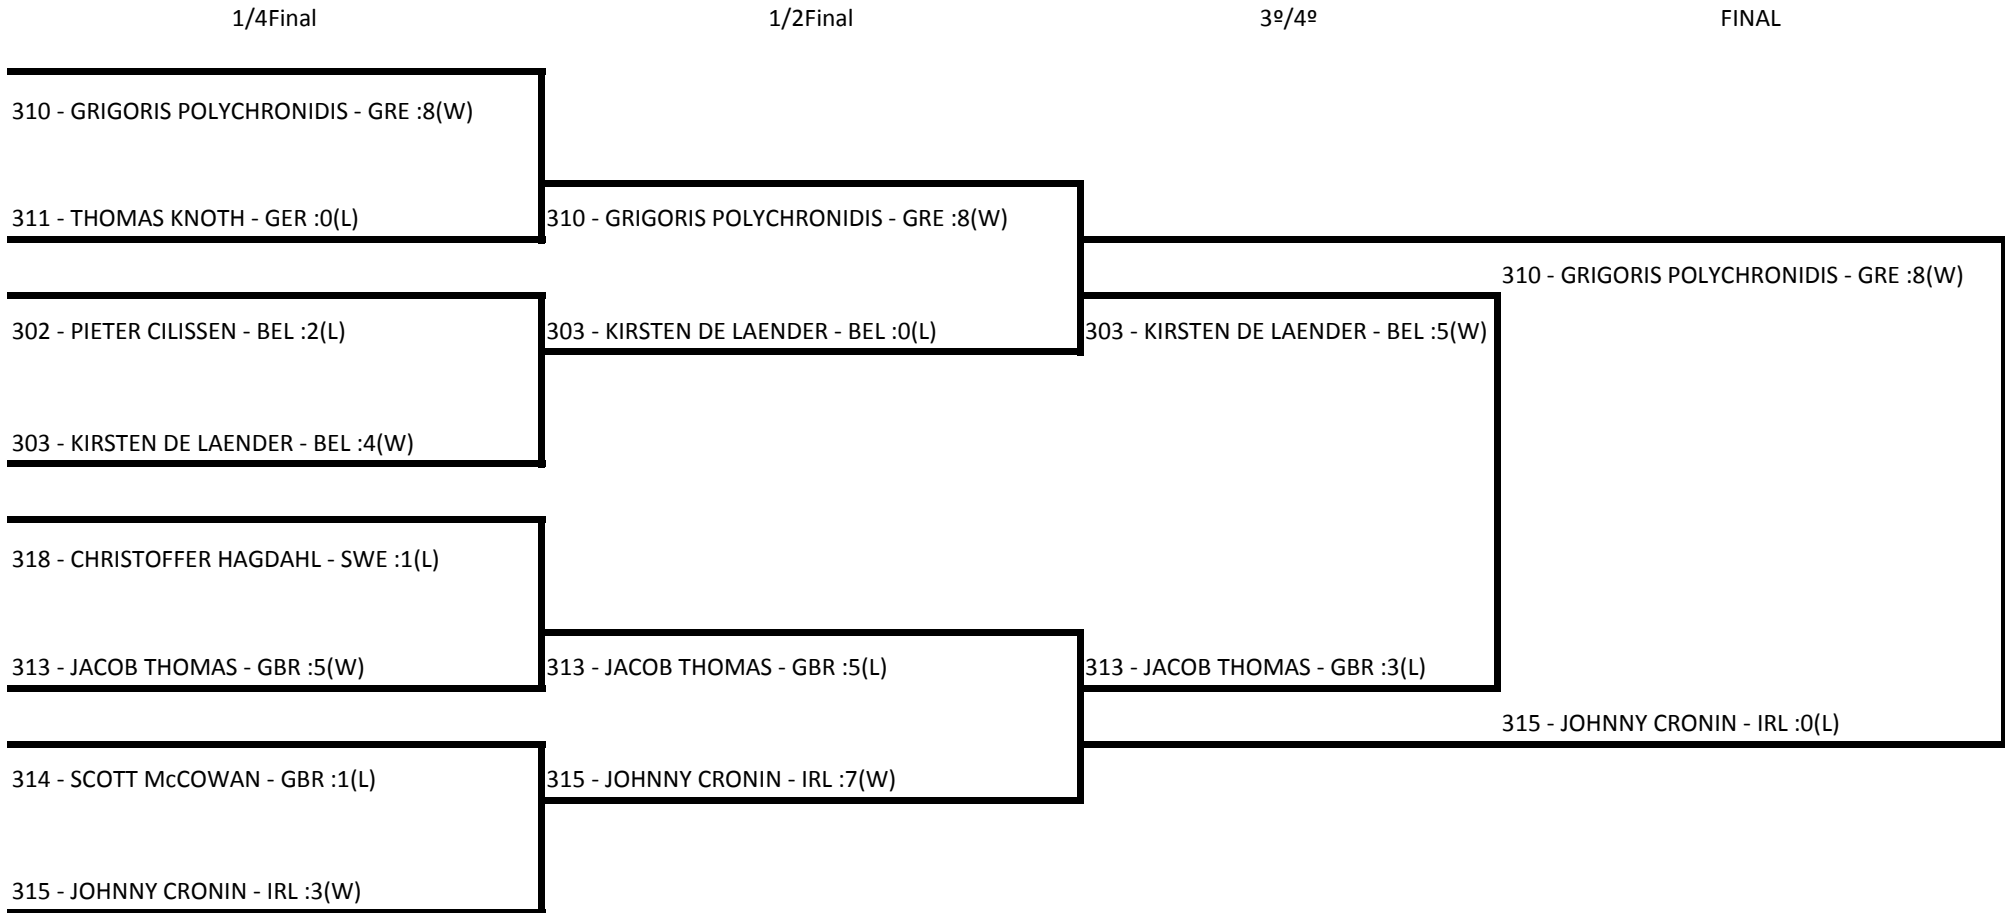 1/4Final
1/2Final
3º/4º
FINAL
310 - GRIGORIS POLYCHRONIDIS - GRE :8(W)
311 - THOMAS KNOTH - GER :0(L)
302 - PIETER CILISSEN - BEL :2(L)
303 - KIRSTEN DE LAENDER - BEL :4(W)
318 - CHRISTOFFER HAGDAHL - SWE :1(L)
313 - JACOB THOMAS - GBR :5(W)
314 - SCOTT McCOWAN - GBR :1(L)
315 - JOHNNY CRONIN - IRL :3(W)
310 - GRIGORIS POLYCHRONIDIS - GRE :8(W)
303 - KIRSTEN DE LAENDER - BEL :0(L)
313 - JACOB THOMAS - GBR :5(L)
315 - JOHNNY CRONIN - IRL :7(W)
303 - KIRSTEN DE LAENDER - BEL :5(W)
313 - JACOB THOMAS - GBR :3(L)
310 - GRIGORIS POLYCHRONIDIS - GRE :8(W)
315 - JOHNNY CRONIN - IRL :0(L)